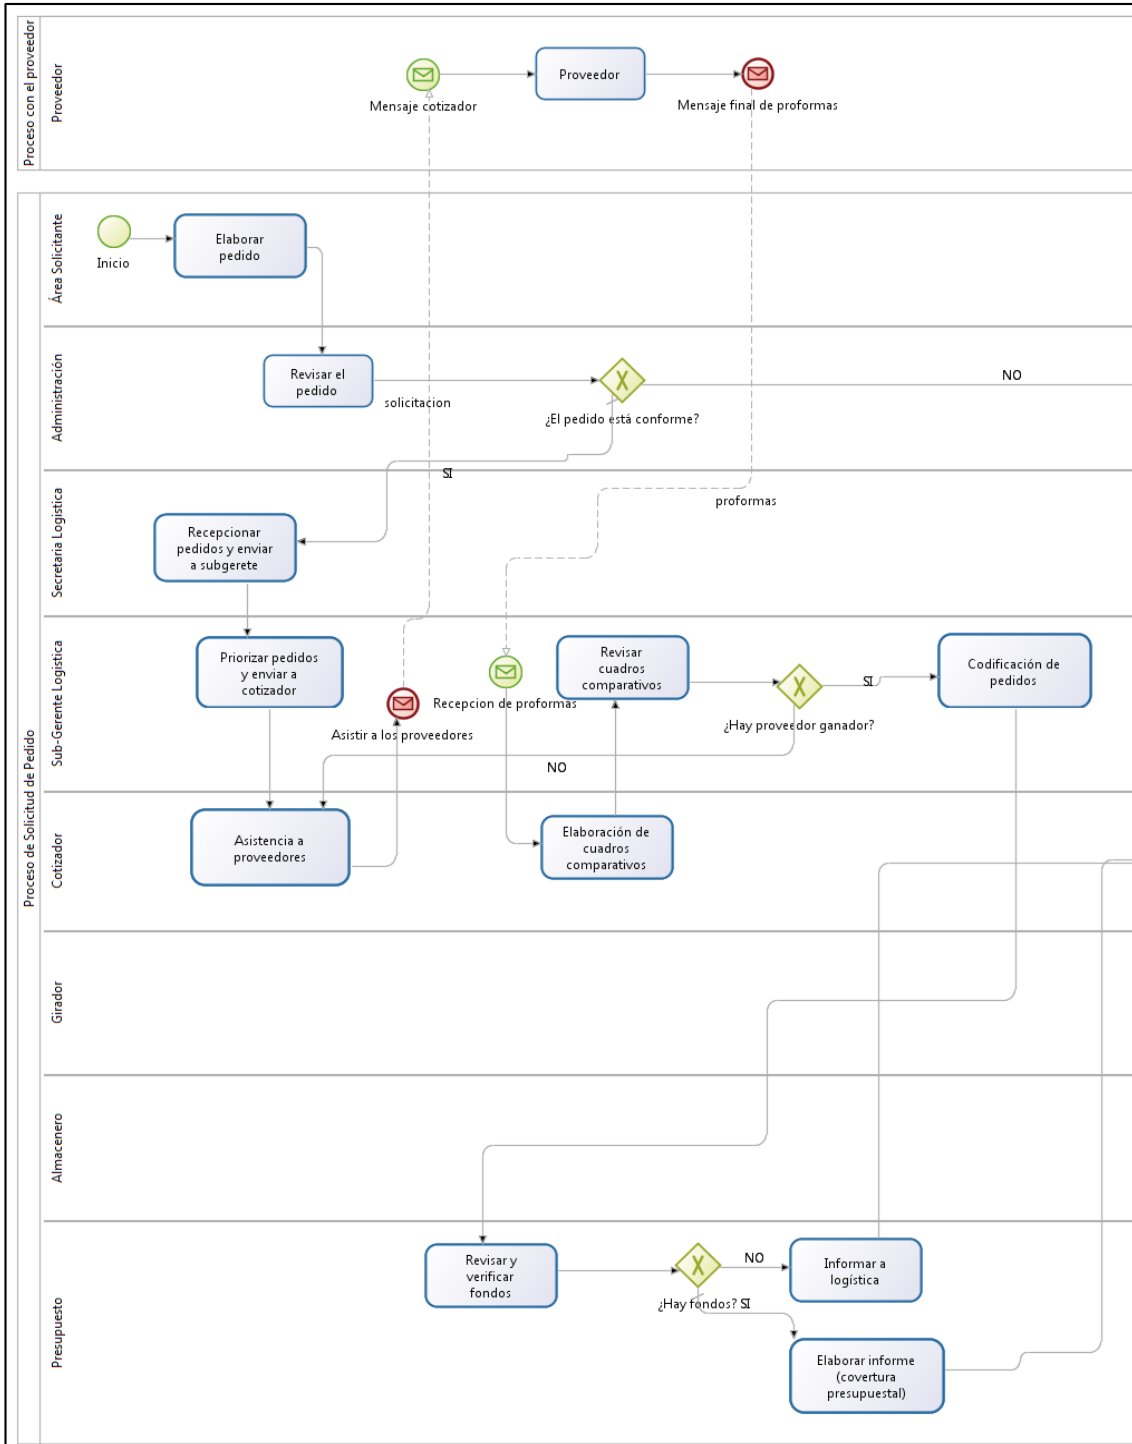 Proceso con el proveedor
Proveedor
Mensaje cotizador
Proveedor
Mensaje final de proformas
Proceso de Solicitud de Pedido
Área Solicitante
Inicio
Elaborar
pedido
Administración
Revisar el
pedido
solicitacion
¿El pedido está conforme?
NO
SI
Secretaria Logística
Recepcionar
pedidos y enviar
a subgerete
proformas
Sub-Gerente Logística
Priorizar pedidos
y enviar a
cotizador
Asistir a los proveedores
Recepcion de proformas
Revisar
cuadros
comparativos
¿Hay proveedor ganador?
SI
NO
Codificación de
pedidos
Cotizador
Asistencia a
proveedores
Elaboración de
cuadros
comparativos
Girador
Almacenero
Presupuesto
Revisar y
verificar
fondos
¿Hay fondos?
NO
SI
Informar a
logística
Elaborar informe
(covertura
presupuestal)